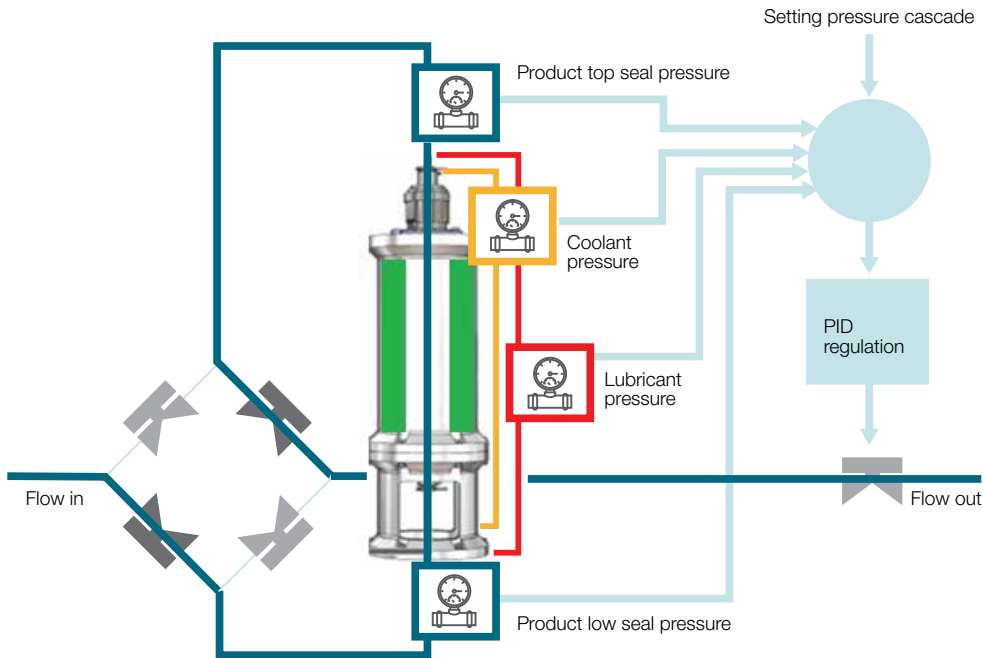 Setting pressure cascade
Product top seal pressure
Coolant
pressure
PID
regulation
Lubricant
pressure
Flow in
Flow out
Product low seal pressure